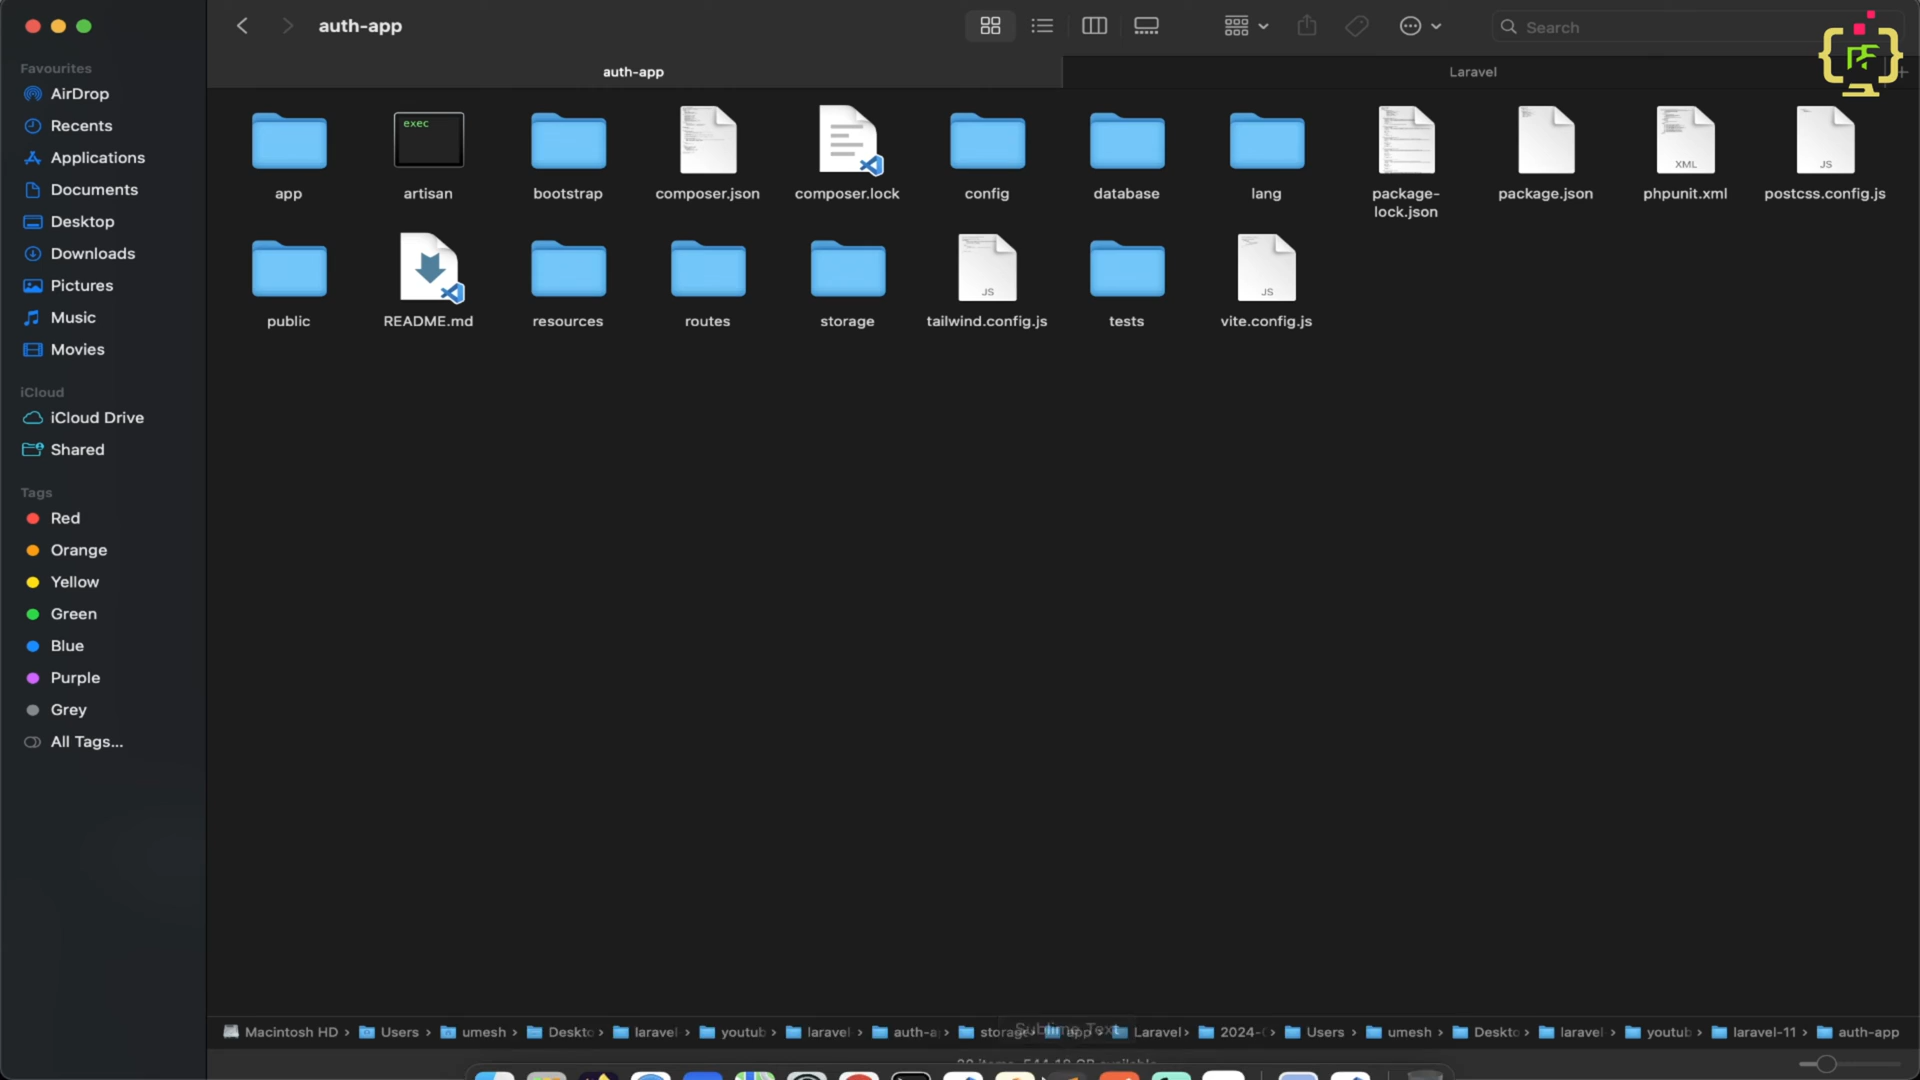 auth-app
Search
auth-app
Laravel
Favourites
AirDrop
Recents
Applications
Documents
Desktop
Downloads
Pictures
Music
Movies
iCloud
iCloud Drive
Shared
Tags
Red
Orange
Yellow
Green
Blue
Purple
Grey
All Tags...
exec
XML
JS
app
artisan
bootstrap
composer.json
composer.lock
config
database
lang
package-
lock.json
package.json
phpunit.xml
postcss.config.js
JS
JS
public
README.md
resources
routes
storage
tailwind.config.js
tests
vite.config.js
Macintosh HD › Users › umesh › Deskto › laravel › youtub › laravel › auth-a › storage › app › Laravel › 2024- › Users › umesh › Deskto › laravel › youtub › laravel-11 › auth-app
Sublime Text